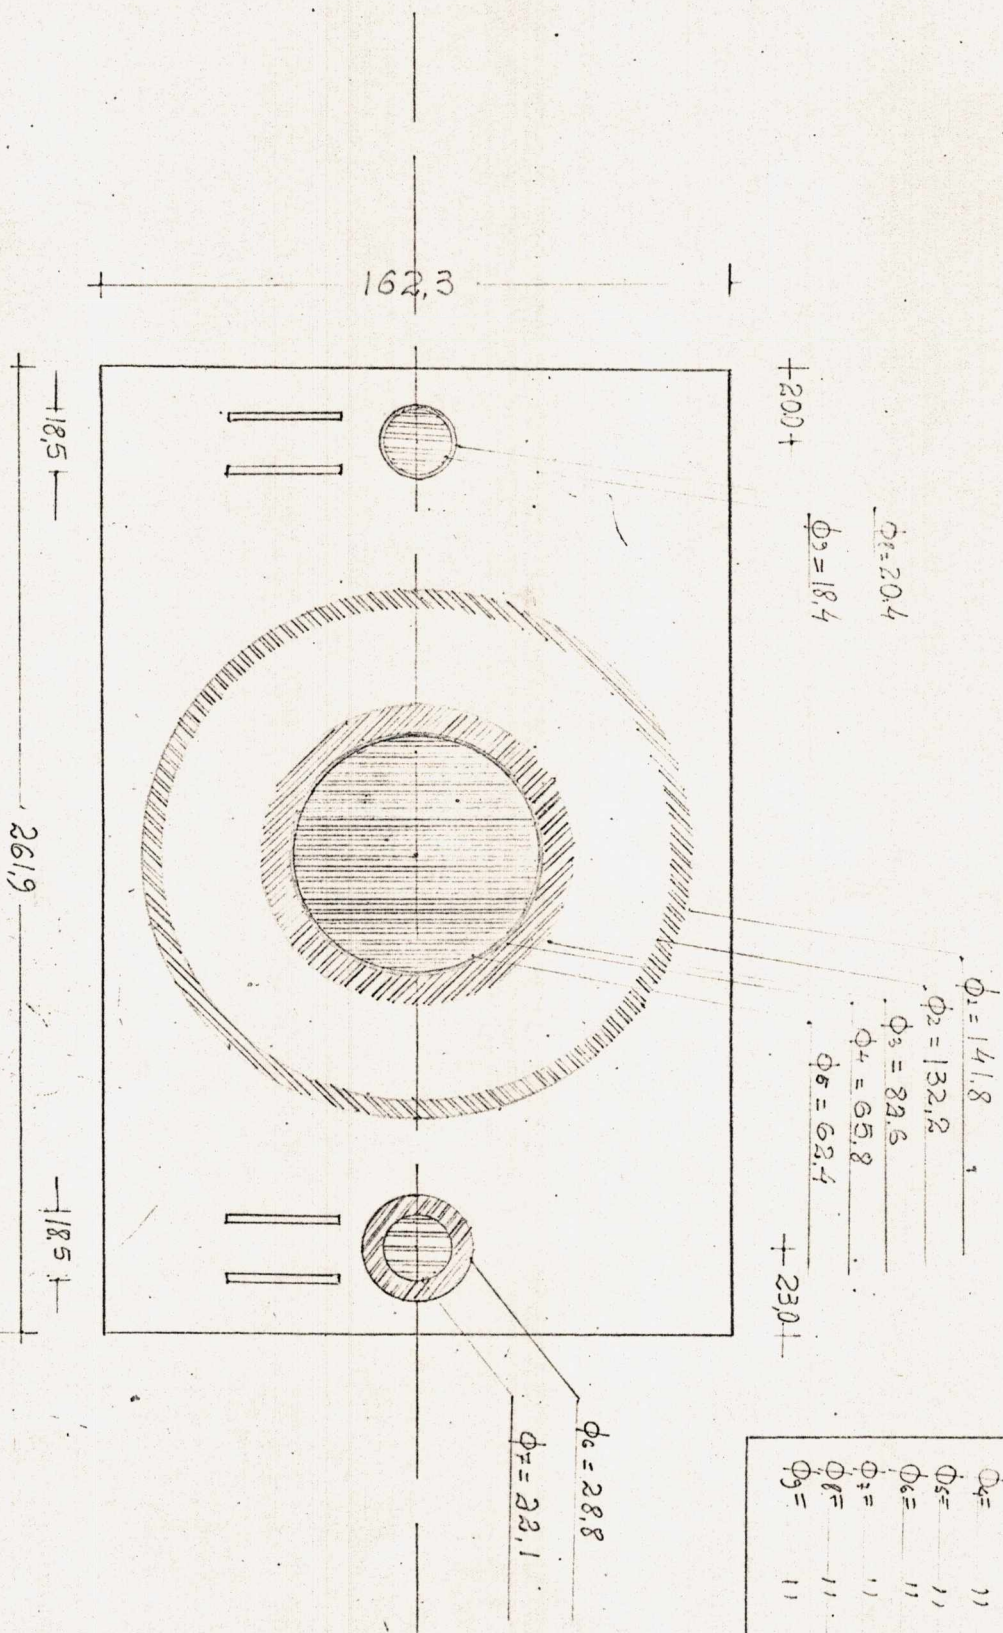 162,3
+20,0+
ϕ8=20.4
ϕ9=18,4
+18,5+
261,9
ϕ1=141.8
ϕ2=132,2
ϕ3=82,6
ϕ4=65,8
ϕ5=62.4
+18,5+
+23,0+
ϕ6=28,8
ϕ7=22,1
ϕ4= ''
ϕ5= ''
ϕ6= ''
ϕ7= ''
ϕ8= ''
ϕ9= ''